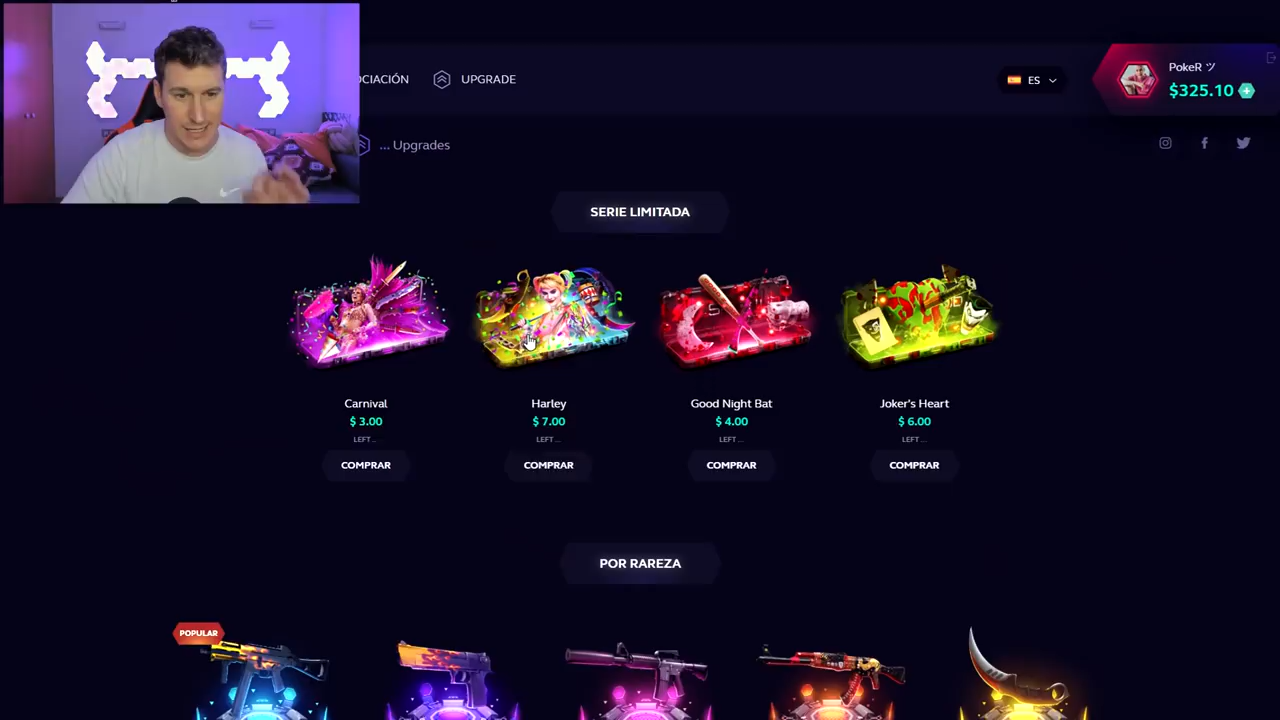 OCIACIÓN
UPGRADE
ES
PokeR ツ
$325.10
... Upgrades
SERIE LIMITADA
Carnival
Harley
Good Night Bat
Joker's Heart
$ 3.00
$ 7.00
$ 4.00
$ 6.00
LEFT ...
LEFT ...
LEFT ...
LEFT ...
COMPRAR
COMPRAR
COMPRAR
COMPRAR
POR RAREZA
POPULAR